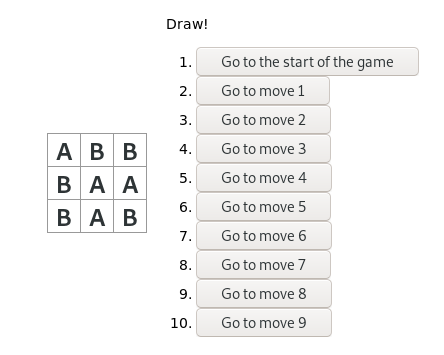 Draw!
A B B
B A A
B A B
1. Go to the start of the game
2. Go to move 1
3. Go to move 2
4. Go to move 3
5. Go to move 4
6. Go to move 5
7. Go to move 6
8. Go to move 7
9. Go to move 8
10. Go to move 9